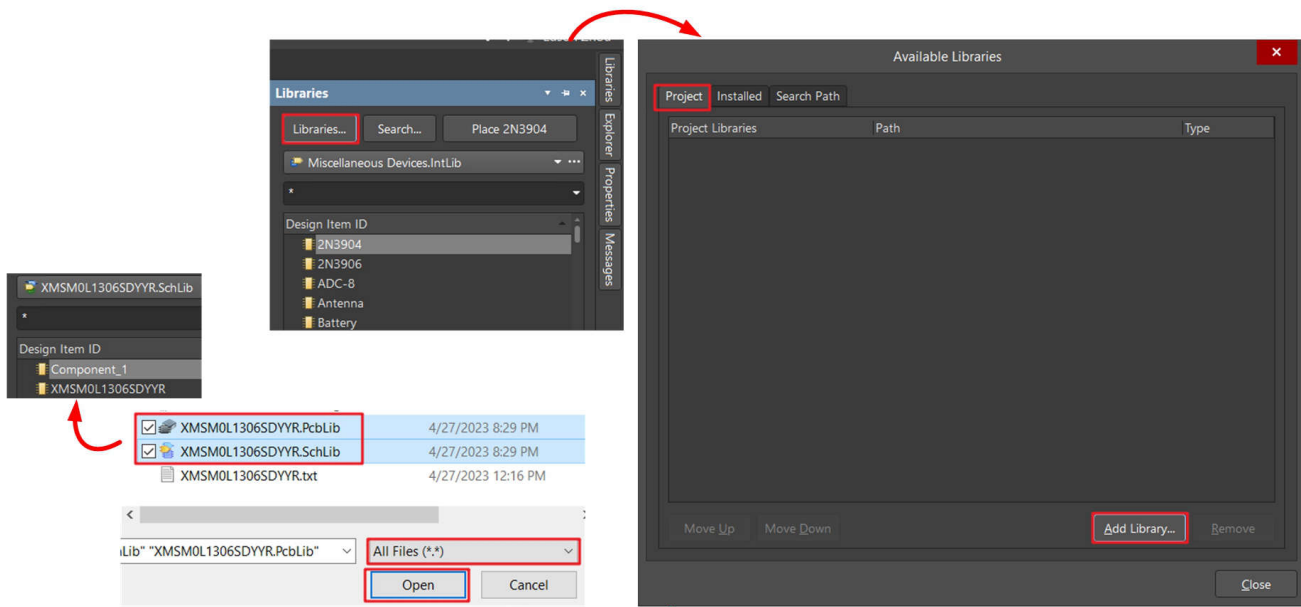 Libraries
Libraries...
Search...
Place 2N3904
Miscellaneous Devices.IntLib
*
Design Item ID
2N3904
2N3906
ADC-8
Antenna
Battery
Libraries
Explorer
Properties
Messages
Available Libraries
Project
Installed
Search Path
Project Libraries
Path
Type
Move Up
Move Down
Add Library...
Remove
Close
XMSM0L1306SDYYR.SchLib
*
Design Item ID
Component_1
XMSM0L1306SDYYR
XMSM0L1306SDYYR.PcbLib 4/27/2023 8:29 PM
XMSM0L1306SDYYR.SchLib 4/27/2023 8:29 PM
XMSM0L1306SDYYR.txt 4/27/2023 12:16 PM
Lib" "XMSM0L1306SDYYR.PcbLib"
All Files (*.*)
Open
Cancel